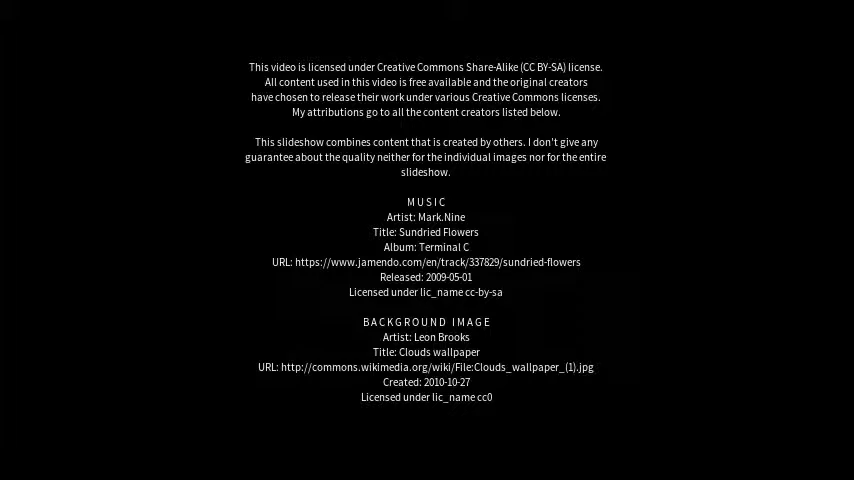 This video is licensed under Creative Commons Share-Alike (CC BY-SA) license.
All content used in this video is free available and the original creators
have chosen to release their work under various Creative Commons licenses.
My attributions go to all the content creators listed below.
This slideshow combines content that is created by others. I don't give any
guarantee about the quality neither for the individual images nor for the entire
slideshow.
MUSIC
Artist: Mark.Nine
Title: Sundried Flowers
Album: Terminal C
URL: https://www.jamendo.com/en/track/337829/sundried-flowers
Released: 2009-05-01
Licensed under lic_name cc-by-sa
BACKGROUND IMAGE
Artist: Leon Brooks
Title: Clouds wallpaper
URL: http://commons.wikimedia.org/wiki/File:Clouds_wallpaper_(1).jpg
Created: 2010-10-27
Licensed under lic_name cc0